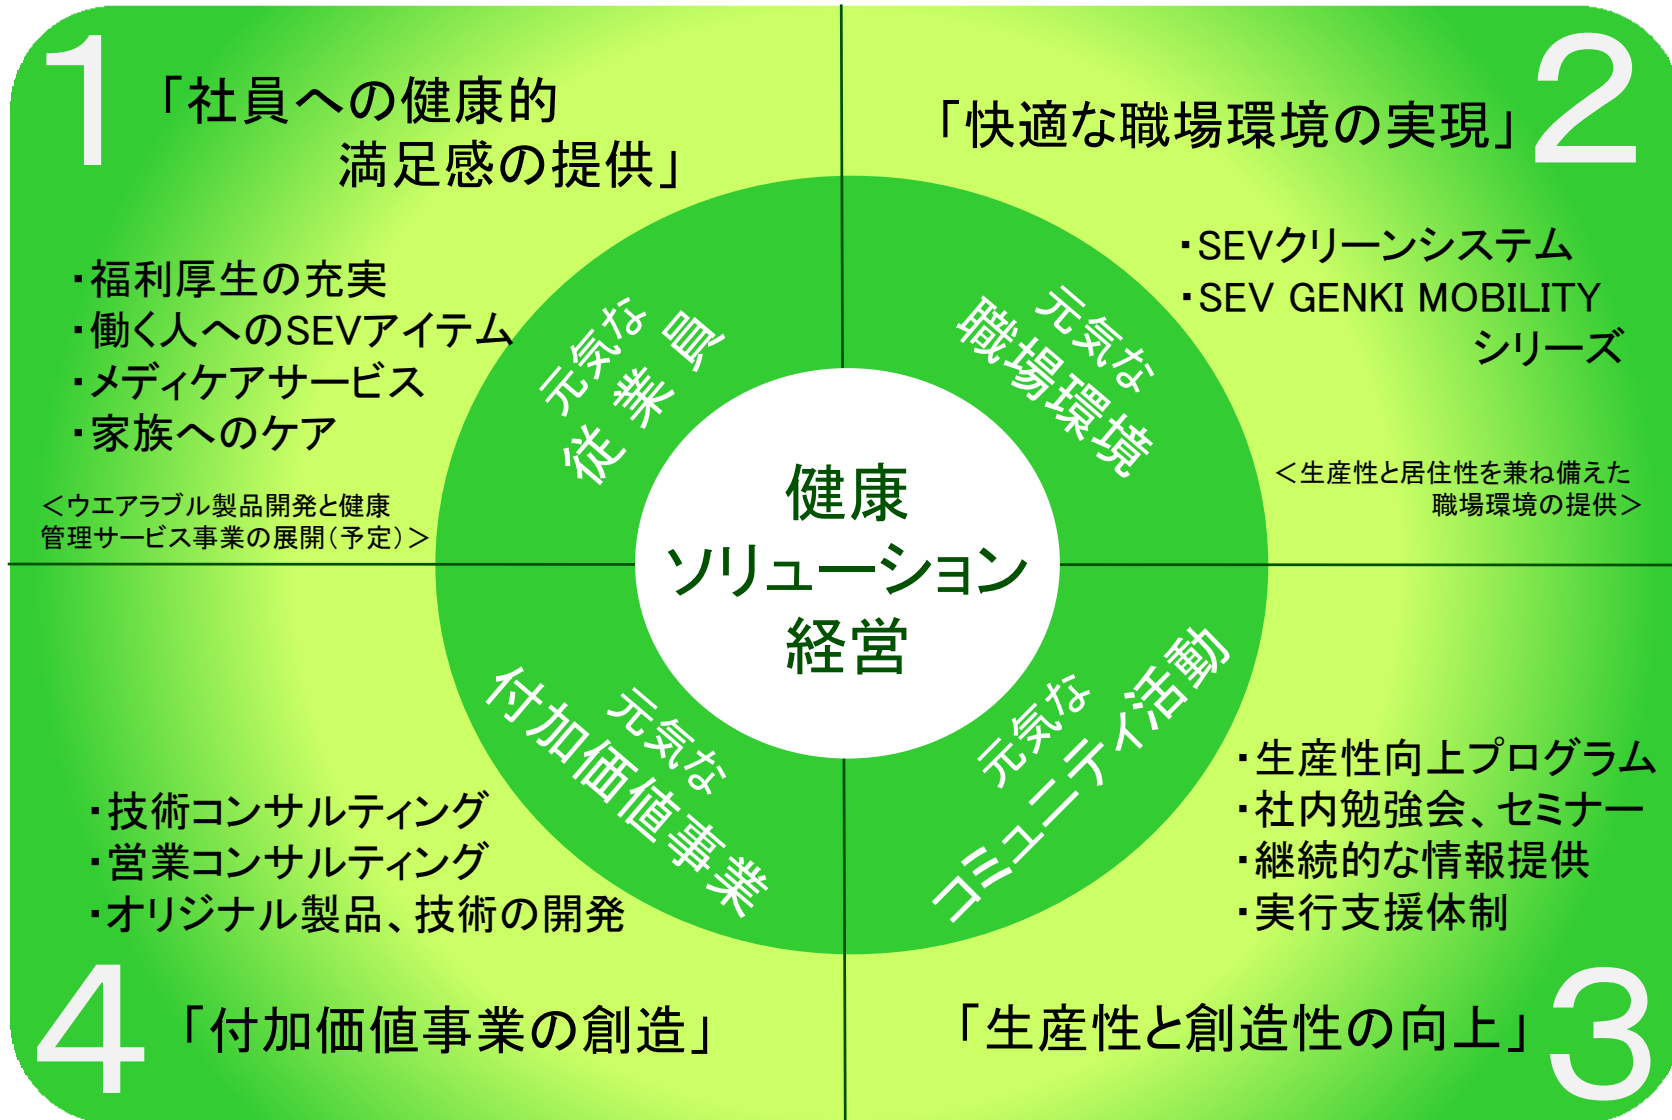 1
「社員への健康的
満足感の提供」
・福利厚生の充実
・働く人へのSEVアイテム
・メディケアサービス
・家族へのケア
＜ウエアラブル製品開発と健康
管理サービス事業の展開（予定）＞
元気な
従業員
2
「快適な職場環境の実現」
・SEVクリーンシステム
・SEV GENKI MOBILITY
シリーズ
＜生産性と居住性を兼ね備えた
職場環境の提供＞
元気な
職場環境
健康
ソリューション
経営
元気な
コミュニティ活動
・生産性向上プログラム
・社内勉強会、セミナー
・継続的な情報提供
・実行支援体制
「生産性と創造性の向上」
3
元気な
付加価値事業
・技術コンサルティング
・営業コンサルティング
・オリジナル製品、技術の開発
4
「付加価値事業の創造」